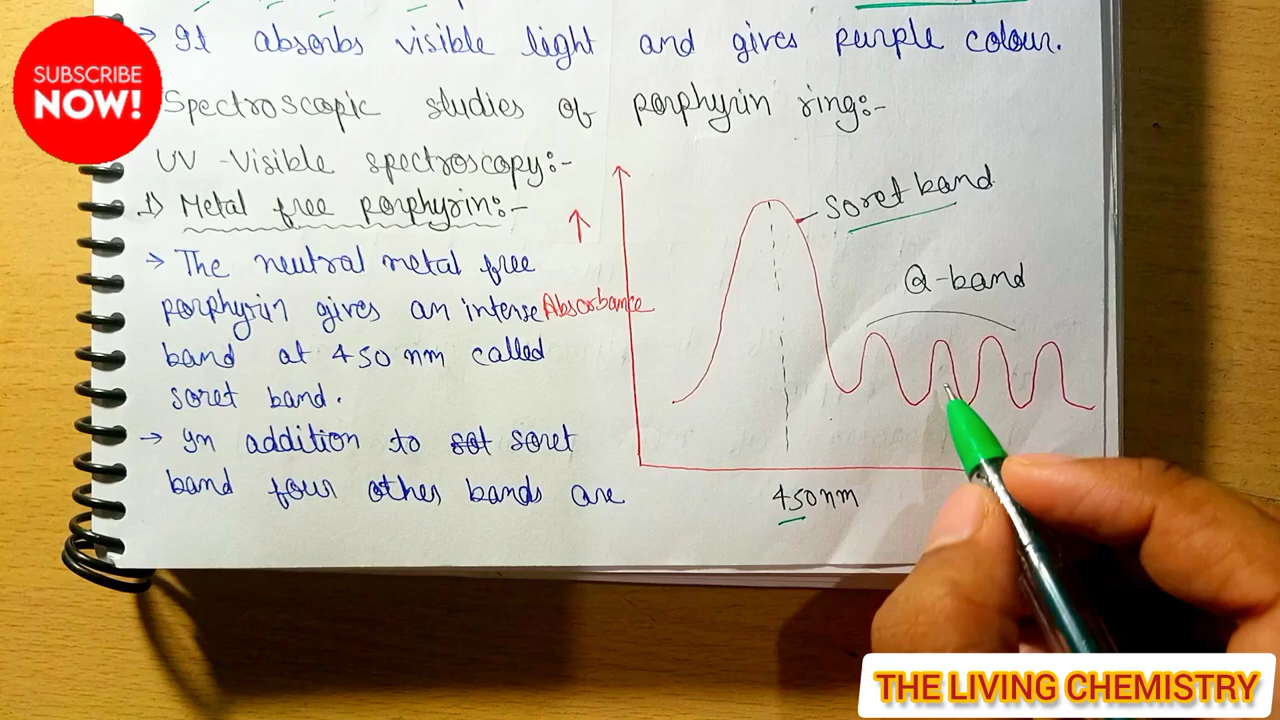 SUBSCRIBE
NOW!
→ It absorbs visible light and gives purple colour.
Spectroscopic studies of porphyrin ring:-
UV-Visible spectroscopy:-
1) Metal free porphyrin:-
→ The neutral metal free
porphyrin gives an intense
band at 450 nm called
soret band.
→ In addition to sot soret
band four other bands are
Absorbance
Soret band
Q-band
450nm
THE LIVING CHEMISTRY